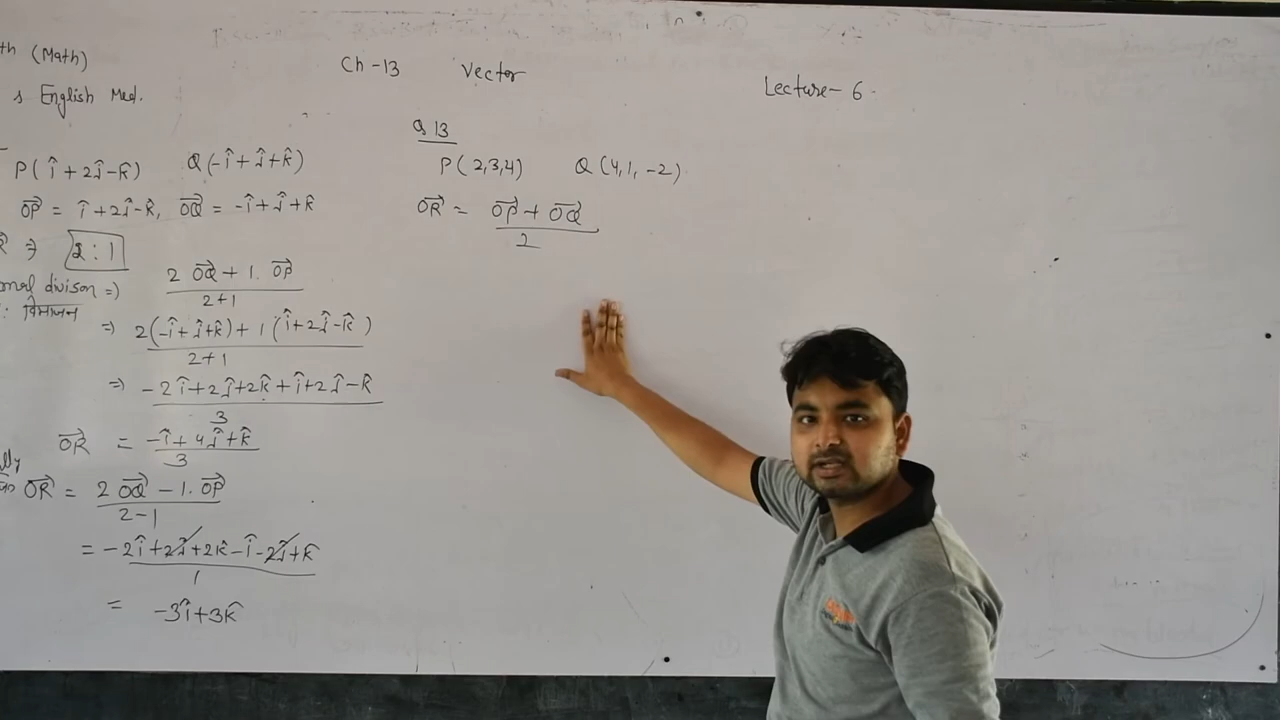 th (Math)
s English Med.
Ch-13 Vector
Lecture-6
P(î+2ĵ-k̂) Q(-î+ĵ+k̂)
OP⃗ = î+2ĵ-k̂, OQ⃗ = -î+ĵ+k̂
R ⇒ 2:1
rnal divison =) 2 OQ⃗ + 1. OP⃗
2+1
: विभाजन
=) 2(-î+ĵ+k̂)+1(î+2ĵ-k̂)
2+1
=) -2î+2ĵ+2k̂+î+2ĵ-k̂
3
OR⃗ = -î+4ĵ+k̂
3
lly
OR⃗ = 2 OQ⃗ - 1. OP⃗
2-1
= -2î+2ĵ+2k̂-î-2ĵ+k̂
1
= -3î+3k̂
Q 13
P(2,3,4) Q(4,1,-2)
OR⃗ = OP⃗ + OQ⃗
2